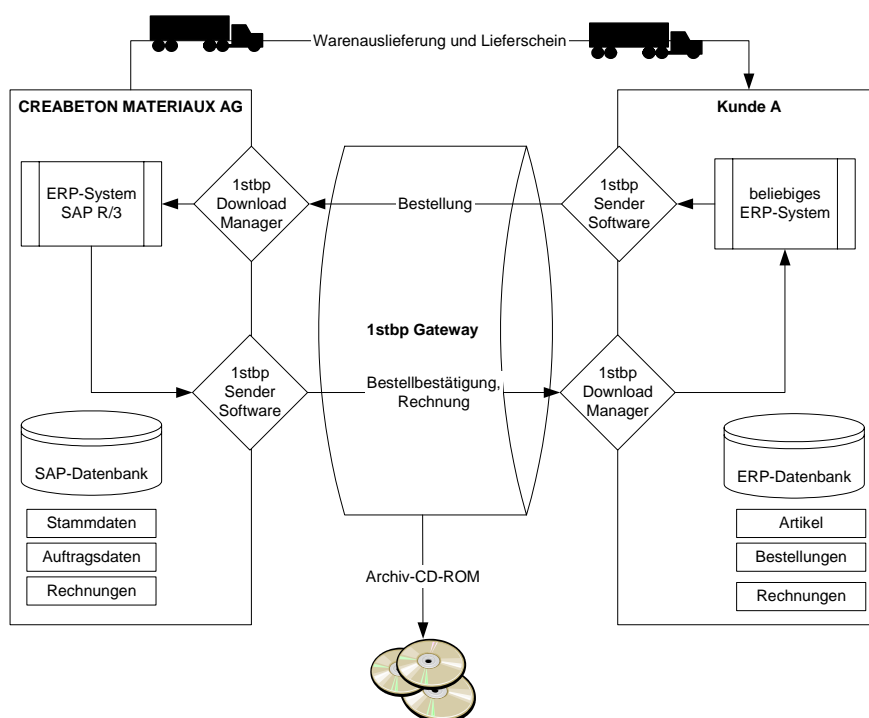 Warenauslieferung und Lieferschein
CREABETON MATERIAUX AG
Kunde A
ERP-System
SAP R/3
1stbp
Download
Manager
Bestellung
1stbp
Sender
Software
beliebiges
ERP-System
1stbp Gateway
1stbp
Sender
Software
Bestellbestätigung,
Rechnung
1stbp
Download
Manager
SAP-Datenbank
ERP-Datenbank
Stammdaten
Auftragsdaten
Rechnungen
Artikel
Bestellungen
Rechnungen
Archiv-CD-ROM